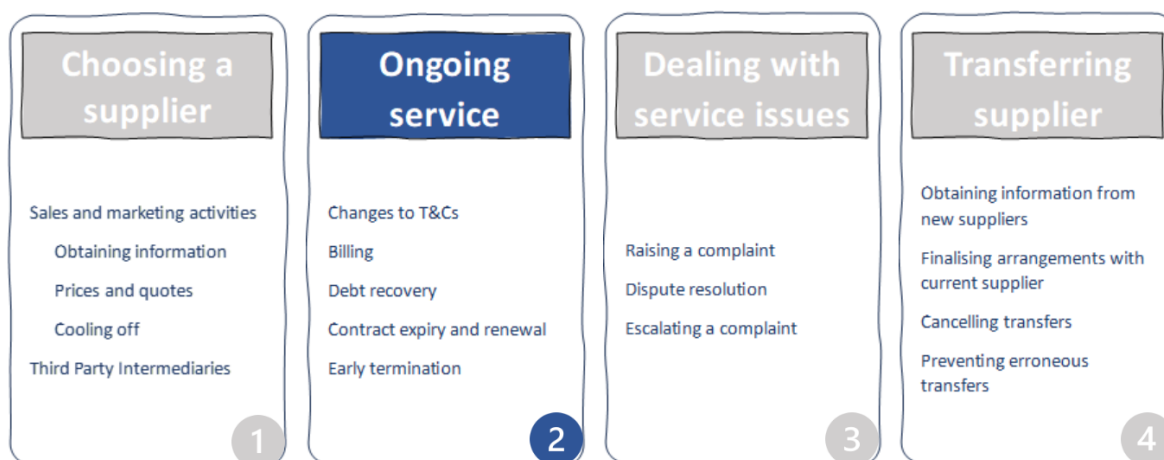 Choosing a
supplier
Sales and marketing activities
Obtaining information
Prices and quotes
Cooling off
Third Party Intermediaries
1
Ongoing
service
Changes to T&Cs
Billing
Debt recovery
Contract expiry and renewal
Early termination
2
Dealing with
service issues
Raising a complaint
Dispute resolution
Escalating a complaint
3
Transferring
supplier
Obtaining information from
new suppliers
Finalising arrangements with
current supplier
Cancelling transfers
Preventing erroneous
transfers
4